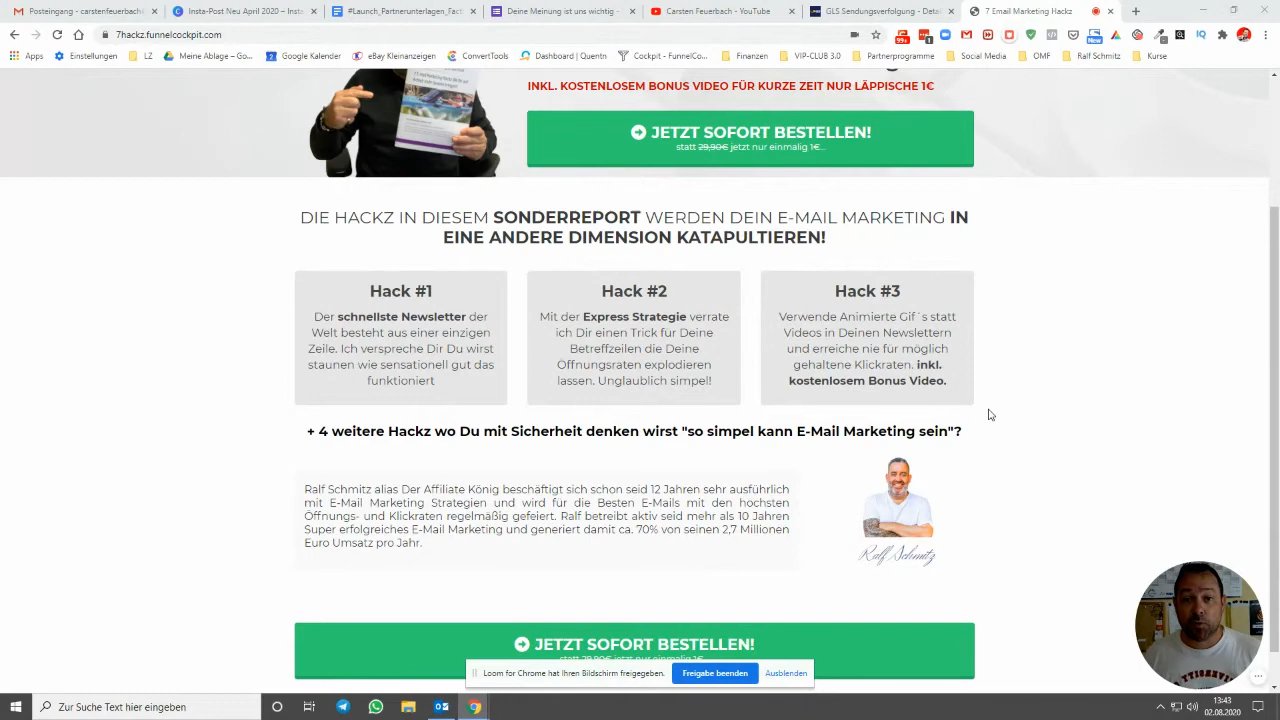 Posteingang - carstenfeuerbach@
Insta-Post Neu April 2020 – Insta
#Launch_Partnerunterlagen_Fact
Deine Meinung ist uns wichtig -
Carsten Feuerbach - YouTube
GLS Sendungsverfolgung - Detail
7 Email Marketing Hackz
7hackz.funnelcockpit.com
99+
1
New
IQ
Apps
Einstellungen
LZ
Meine Ablage – Go...
Google Kalender
eBay Kleinanzeigen
ConvertTools
Dashboard | Quentn
Cockpit - FunnelCo...
Finanzen
VIP-CLUB 3.0
Partnerprogramme
Social Media
OMF
Ralf Schmitz
Kurse
INKL. KOSTENLOSEM BONUS VIDEO FÜR KURZE ZEIT NUR LÄPPISCHE 1€
JETZT SOFORT BESTELLEN!
statt 29,90€ jetzt nur einmalig 1€...
DIE HACKZ IN DIESEM SONDERREPORT WERDEN DEIN E-MAIL MARKETING IN
EINE ANDERE DIMENSION KATAPULTIEREN!
Hack #1
Der schnellste Newsletter der
Welt besteht aus einer einzigen
Zeile. Ich verspreche Dir Du wirst
staunen wie sensationell gut das
funktioniert
Hack #2
Mit der Express Strategie verrate
ich Dir einen Trick für Deine
Betreffzeilen die Deine
Öffnungsraten explodieren
lassen. Unglaublich simpel!
Hack #3
Verwende Animierte Gif´s statt
Videos in Deinen Newslettern
und erreiche nie für möglich
gehaltene Klickraten. inkl.
kostenlosem Bonus Video.
+ 4 weitere Hackz wo Du mit Sicherheit denken wirst "so simpel kann E-Mail Marketing sein"?
Ralf Schmitz alias Der Affiliate König beschäftigt sich schon seid 12 Jahren sehr ausführlich
mit E-Mail Marketing Strategien und wird für die Besten E-Mails mit den höchsten
Öffnungs- und Klickraten regelmäßig gefeiert. Ralf betreibt aktiv seid mehr als 10 Jahren
Super erfolgreiches E-Mail Marketing und generiert damit ca. 70% von seinen 2,7 Millionen
Euro Umsatz pro Jahr.
Ralf Schmitz
JETZT SOFORT BESTELLEN!
statt 29,90€ jetzt nur einmalig 1€...
Loom for Chrome hat Ihren Bildschirm freigegeben.
Freigabe beenden
Ausblenden
Zur Suche Text hier eingeben
13:43
02.08.2020